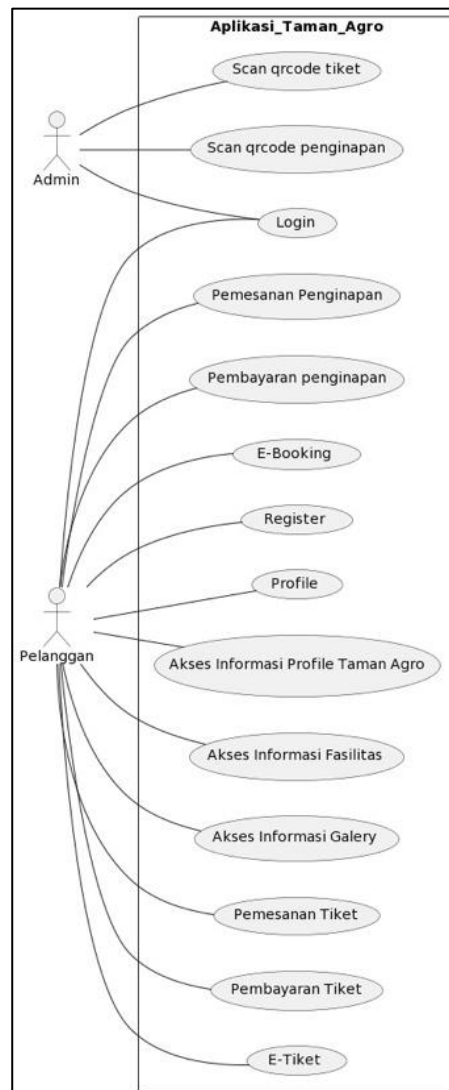 Aplikasi_Taman_Agro
Scan qrcode tiket
Admin
Scan qrcode penginapan
Login
Pemesanan Penginapan
Pembayaran penginapan
E-Booking
Register
Profile
Pelanggan
Akses Informasi Profile Taman Agro
Akses Informasi Fasilitas
Akses Informasi Galery
Pemesanan Tiket
Pembayaran Tiket
E-Tiket